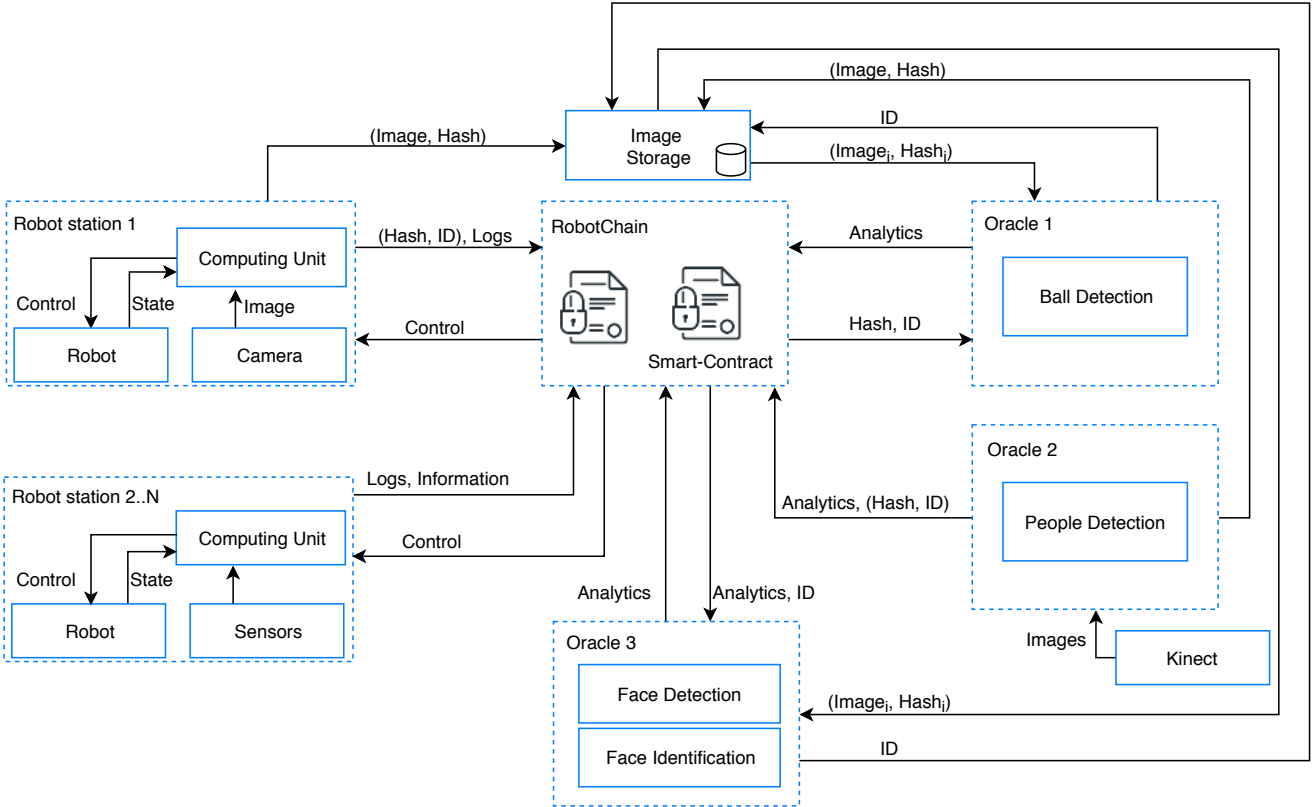 (Image, Hash)
ID
(Image, Hash)
Image
Storage
(Imageᵢ, Hashᵢ)
Robot station 1
Computing Unit
Control
State
Image
Robot
Camera
(Hash, ID), Logs
Control
RobotChain
Smart-Contract
Analytics
Hash, ID
Oracle 1
Ball Detection
Robot station 2..N
Computing Unit
Control
State
Robot
Sensors
Logs, Information
Control
Analytics
Analytics, ID
Analytics, (Hash, ID)
Oracle 2
People Detection
Images
Kinect
Oracle 3
Face Detection
Face Identification
(Imageᵢ, Hashᵢ)
ID